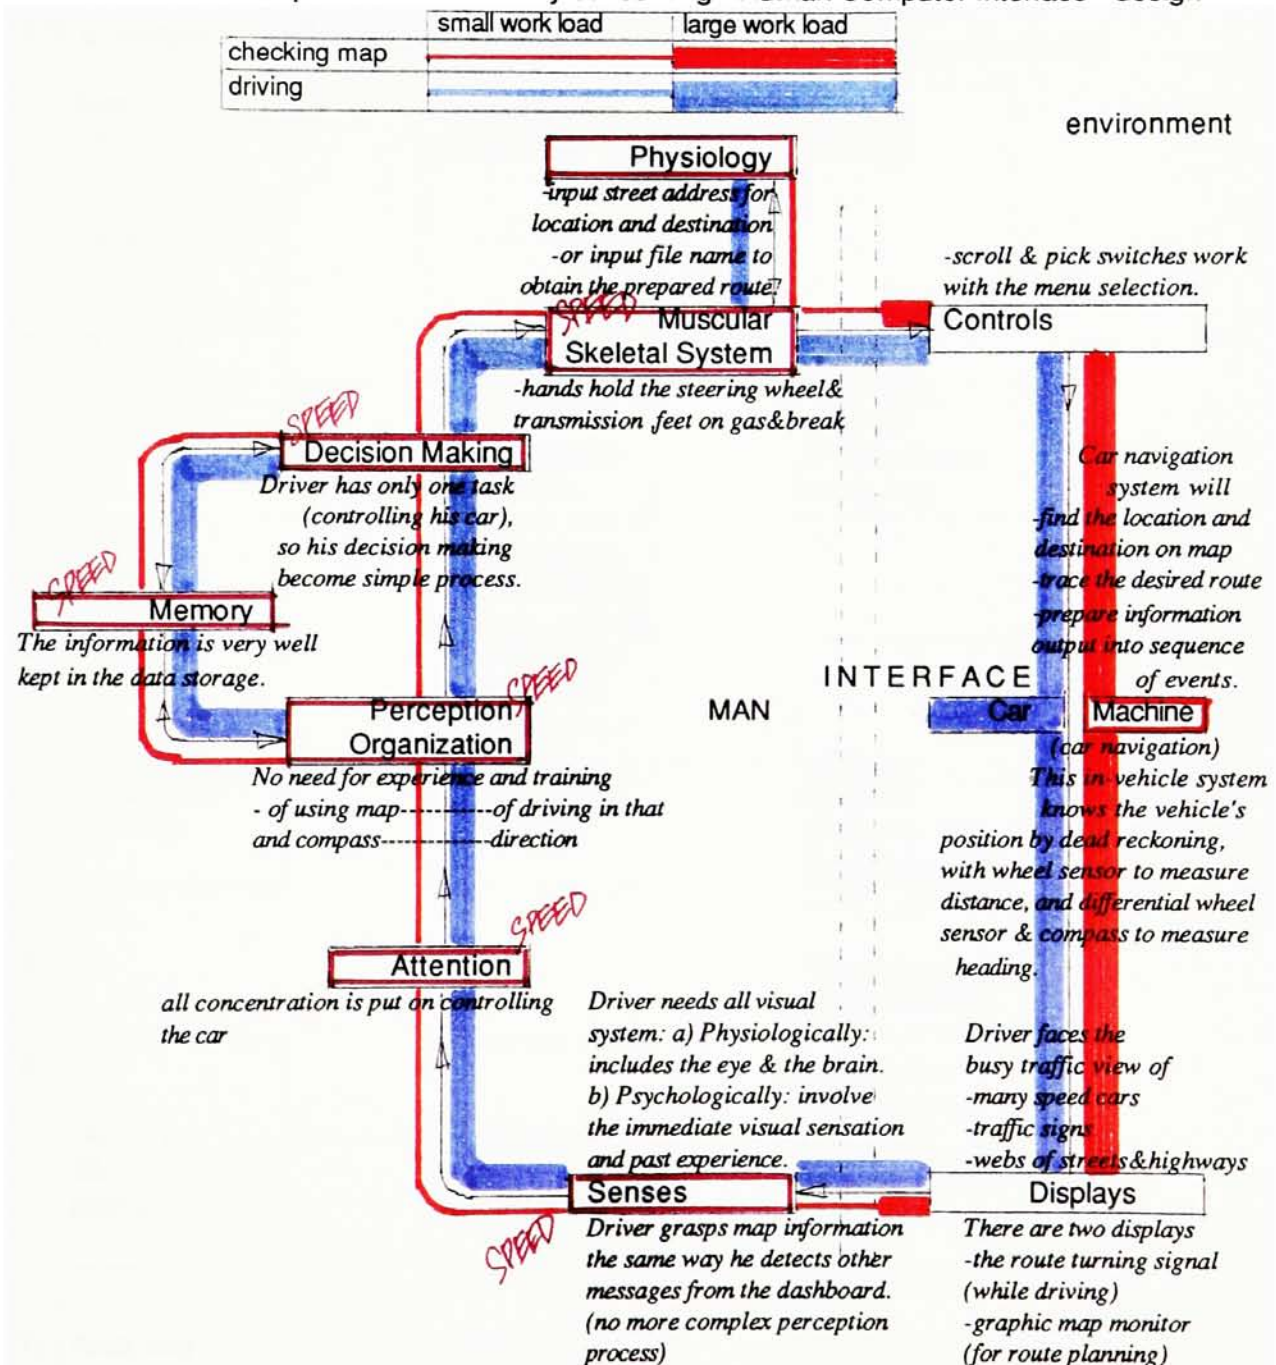 Human Computer Interface design
small work load large work load
checking map
driving
environment
Physiology
-input street address for
location and destination
-or input file name to
obtain the prepared route.
-scroll & pick switches work
with the menu selection.
SPEED
Muscular
Skeletal System
Controls
-hands hold the steering wheel&
transmission feet on gas&break
SPEED
Decision Making
Driver has only one task
(controlling his car),
so his decision making
become simple process.
Car navigation
system will
-find the location and
destination on map
-trace the desired route
-prepare information
output into sequence
of events.
SPEED
Memory
The information is very well
kept in the data storage.
SPEED
Perception
Organization
No need for experience and training
- of using map----------of driving in that
and compass------------direction
MAN
INTERFACE
Car
Machine
(car navigation)
This in-vehicle system
knows the vehicle's
position by dead reckoning,
with wheel sensor to measure
distance, and differential wheel
sensor & compass to measure
heading.
SPEED
Attention
all concentration is put on controlling
the car
Driver needs all visual
system: a) Physiologically:
includes the eye & the brain.
b) Psychologically: involve
the immediate visual sensation
and past experience.
Driver faces the
busy traffic view of
-many speed cars
-traffic signs
-webs of streets&highways
Senses
SPEED
Driver grasps map information
the same way he detects other
messages from the dashboard.
(no more complex perception
process)
Displays
There are two displays
-the route turning signal
(while driving)
-graphic map monitor
(for route planning)